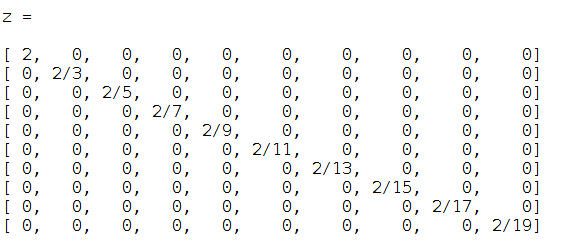 z =
[ 2, 0, 0, 0, 0, 0, 0, 0, 0, 0]
[ 0, 2/3, 0, 0, 0, 0, 0, 0, 0, 0]
[ 0, 0, 2/5, 0, 0, 0, 0, 0, 0, 0]
[ 0, 0, 0, 2/7, 0, 0, 0, 0, 0, 0]
[ 0, 0, 0, 0, 2/9, 0, 0, 0, 0, 0]
[ 0, 0, 0, 0, 0, 2/11, 0, 0, 0, 0]
[ 0, 0, 0, 0, 0, 0, 2/13, 0, 0, 0]
[ 0, 0, 0, 0, 0, 0, 0, 2/15, 0, 0]
[ 0, 0, 0, 0, 0, 0, 0, 0, 2/17, 0]
[ 0, 0, 0, 0, 0, 0, 0, 0, 0, 2/19]